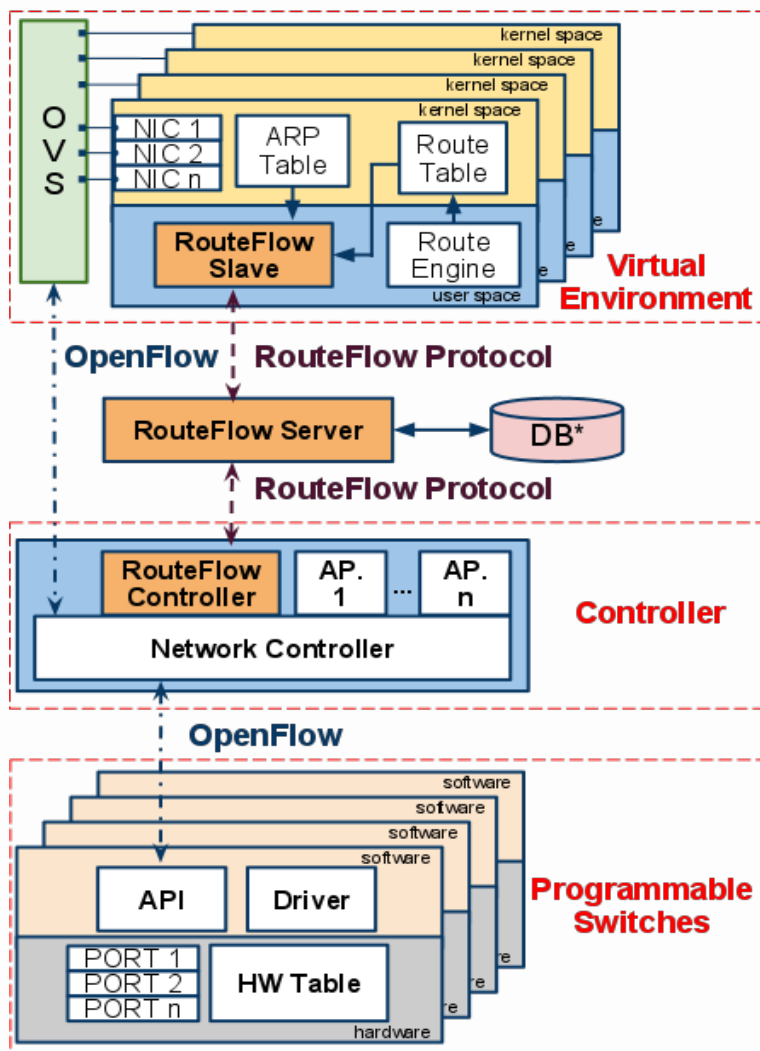 kernel space
kernel space
kernel space
kernel space
O
V
S
NIC 1
NIC 2
NIC n
ARP
Table
Route
Table
RouteFlow
Slave
Route
Engine
user space
e
e
e
Virtual
Environment
OpenFlow
RouteFlow Protocol
RouteFlow Server
DB*
RouteFlow Protocol
RouteFlow
Controller
AP.
1
...
AP.
n
Network Controller
Controller
OpenFlow
software
software
software
software
API
Driver
Programmable
Switches
PORT 1
PORT 2
PORT n
HW Table
hardware
re
re
re